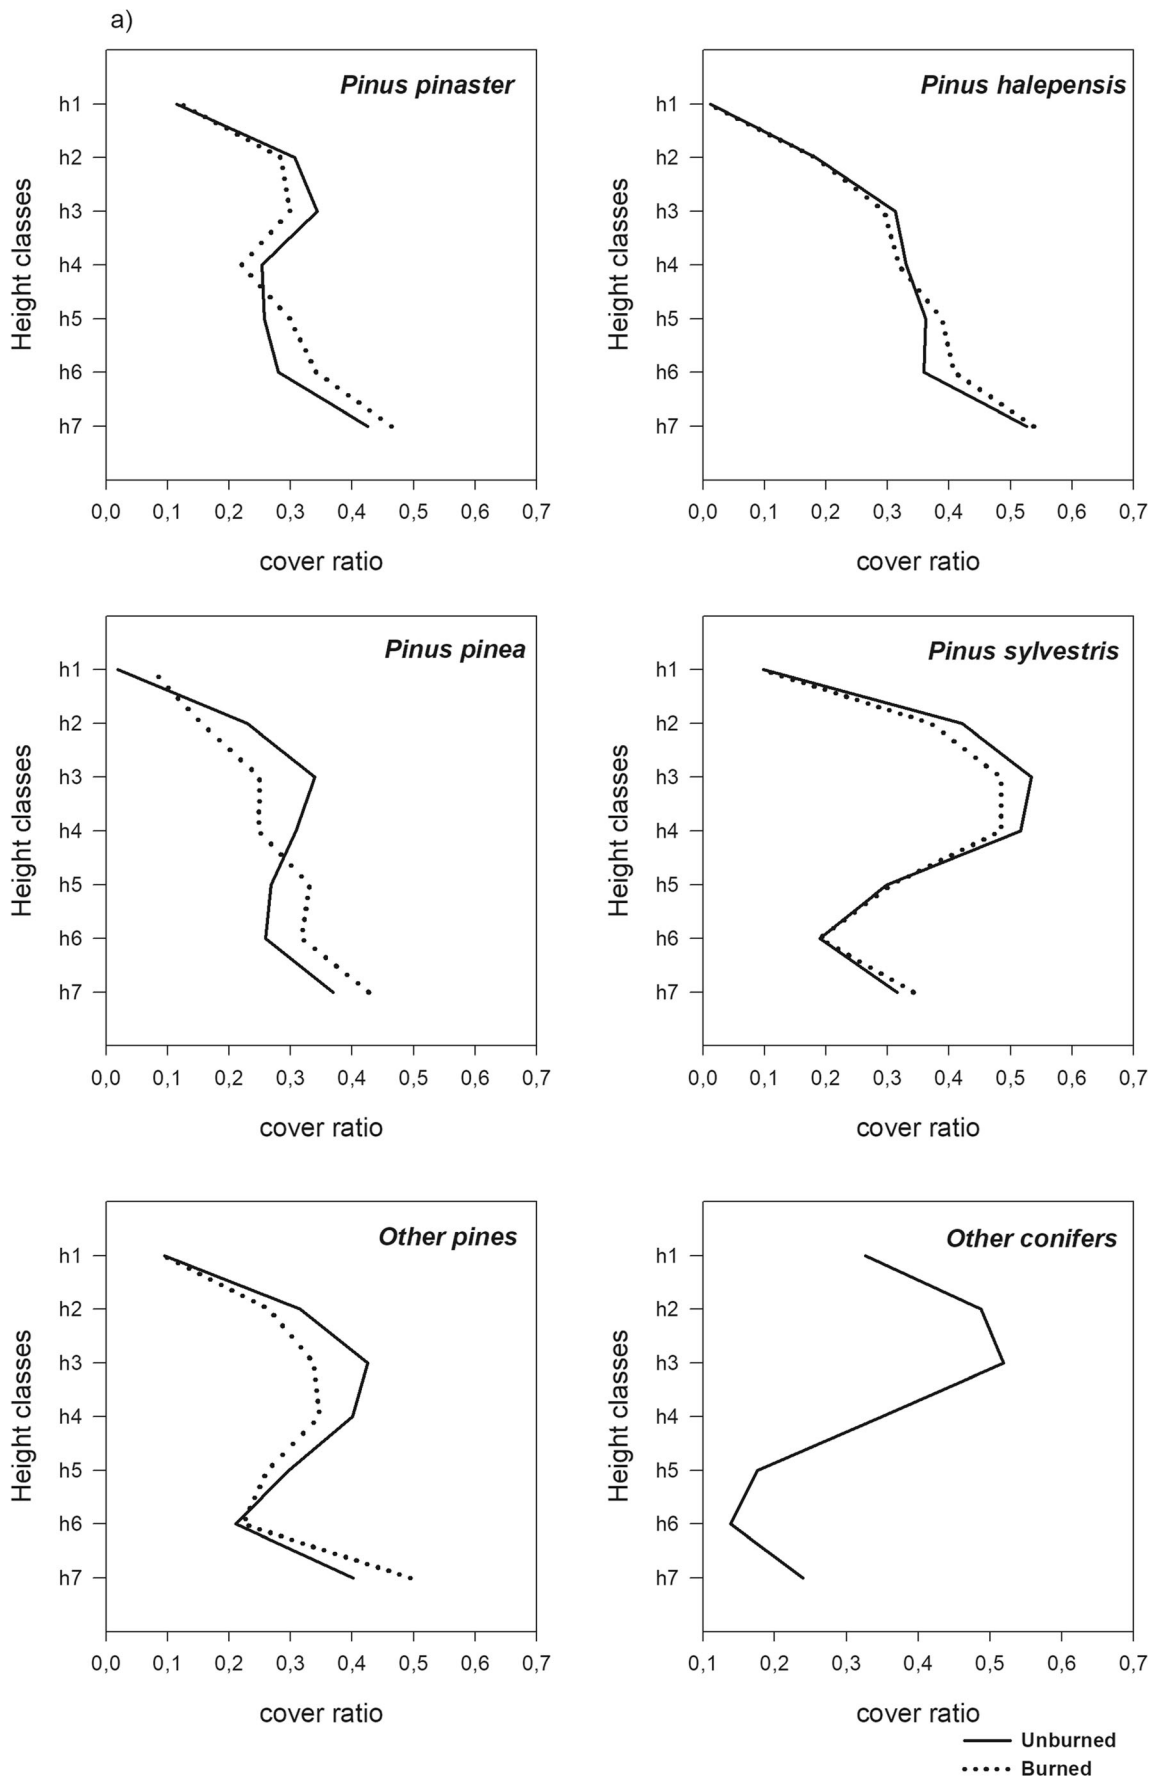 a)
Pinus pinaster
h1
h2
h3
h4
h5
h6
h7
Height classes
0,0 0,1 0,2 0,3 0,4 0,5 0,6 0,7
cover ratio
Pinus halepensis
h1
h2
h3
h4
h5
h6
h7
Height classes
0,0 0,1 0,2 0,3 0,4 0,5 0,6 0,7
cover ratio
Pinus pinea
h1
h2
h3
h4
h5
h6
h7
Height classes
0,0 0,1 0,2 0,3 0,4 0,5 0,6 0,7
cover ratio
Pinus sylvestris
h1
h2
h3
h4
h5
h6
h7
Height classes
0,0 0,1 0,2 0,3 0,4 0,5 0,6 0,7
cover ratio
Other pines
h1
h2
h3
h4
h5
h6
h7
Height classes
0,0 0,1 0,2 0,3 0,4 0,5 0,6 0,7
cover ratio
Other conifers
h1
h2
h3
h4
h5
h6
h7
Height classes
0,1 0,2 0,3 0,4 0,5 0,6 0,7
cover ratio
Unburned
Burned